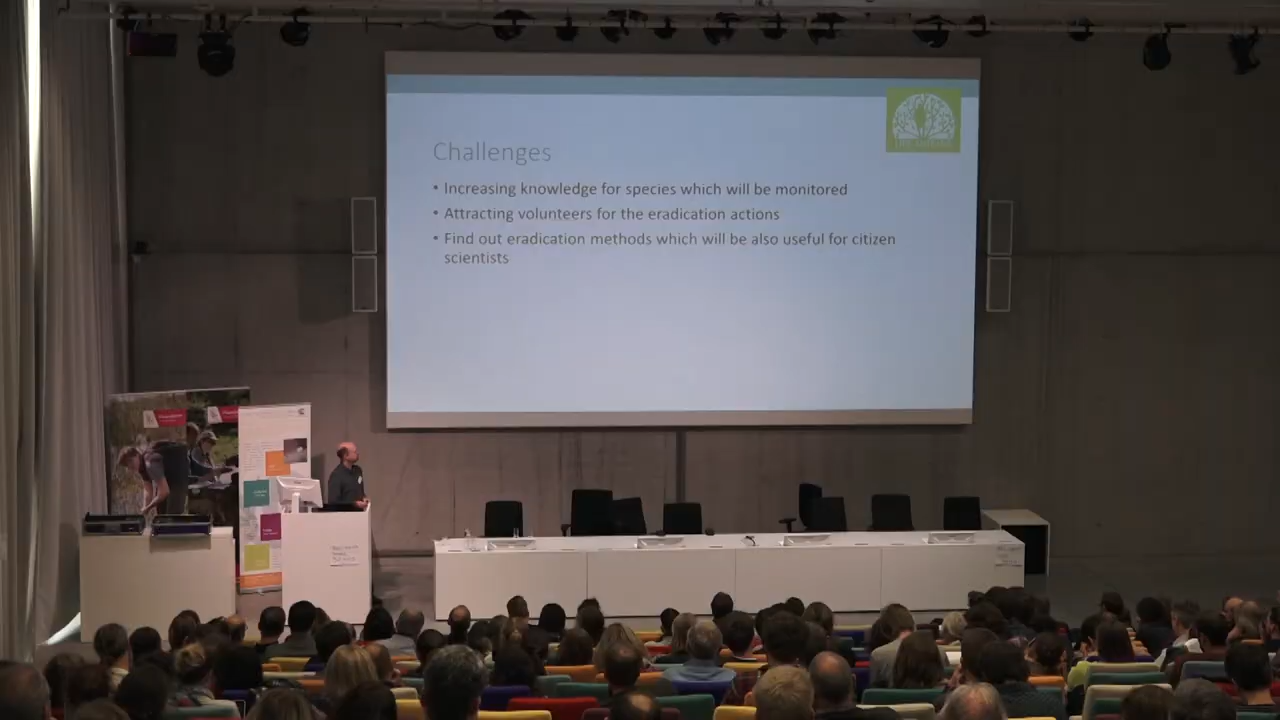 Challenges
• Increasing knowledge for species which will be monitored
• Attracting volunteers for the eradication actions
• Find out eradication methods which will be also useful for citizen
scientists